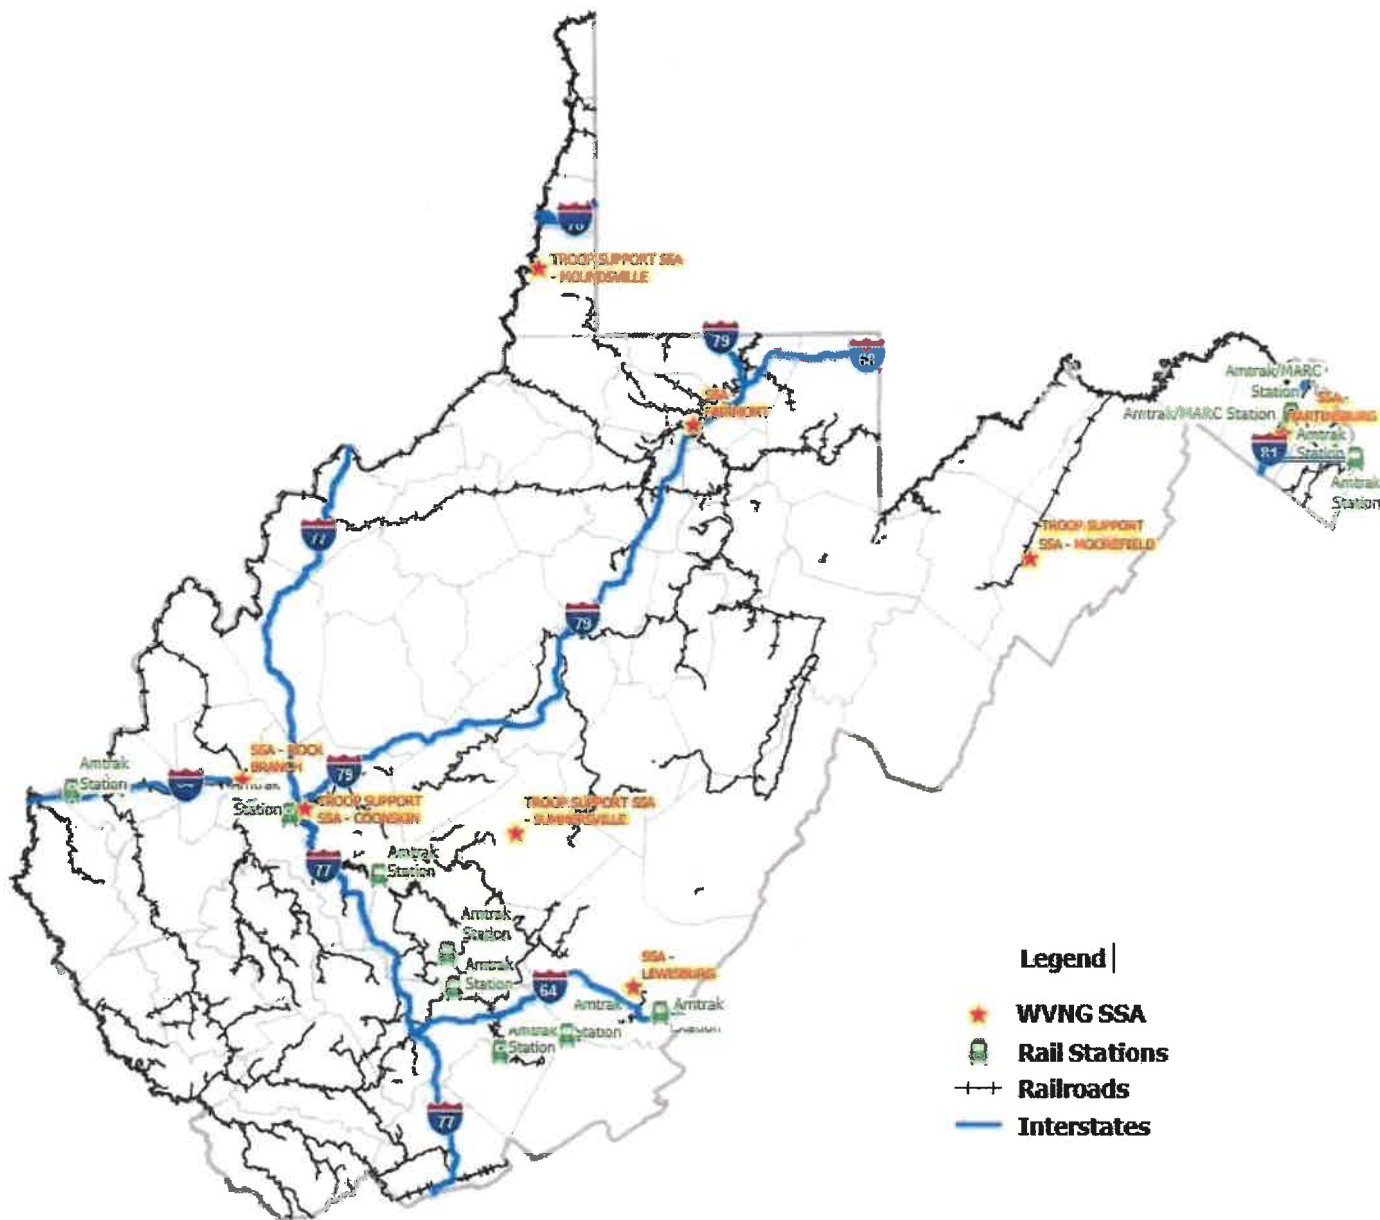 70
TROOP SUPPORT SSA
- MOUNDSVILLE
79
68
SSA -
FAIRMONT
Amtrak/MARC
Station
SSA -
MARTINSBURG
Amtrak/MARC Station
Amtrak
Station
81
Amtrak
Station
77
TROOP SUPPORT
SSA - MOOREFIELD
79
SSA - ROCK
BRANCH
Amtrak
Station
79
Amtrak
Station
TROOP SUPPORT
SSA - COONSKIN
TROOP SUPPORT SSA
- SUMMERSVILLE
77
Amtrak
Station
Amtrak
Station
Amtrak
Station
SSA -
LEWISBURG
64
Amtrak
Station
Amtrak
Amtrak
Station
77
Legend
WVNG SSA
Rail Stations
Railroads
Interstates